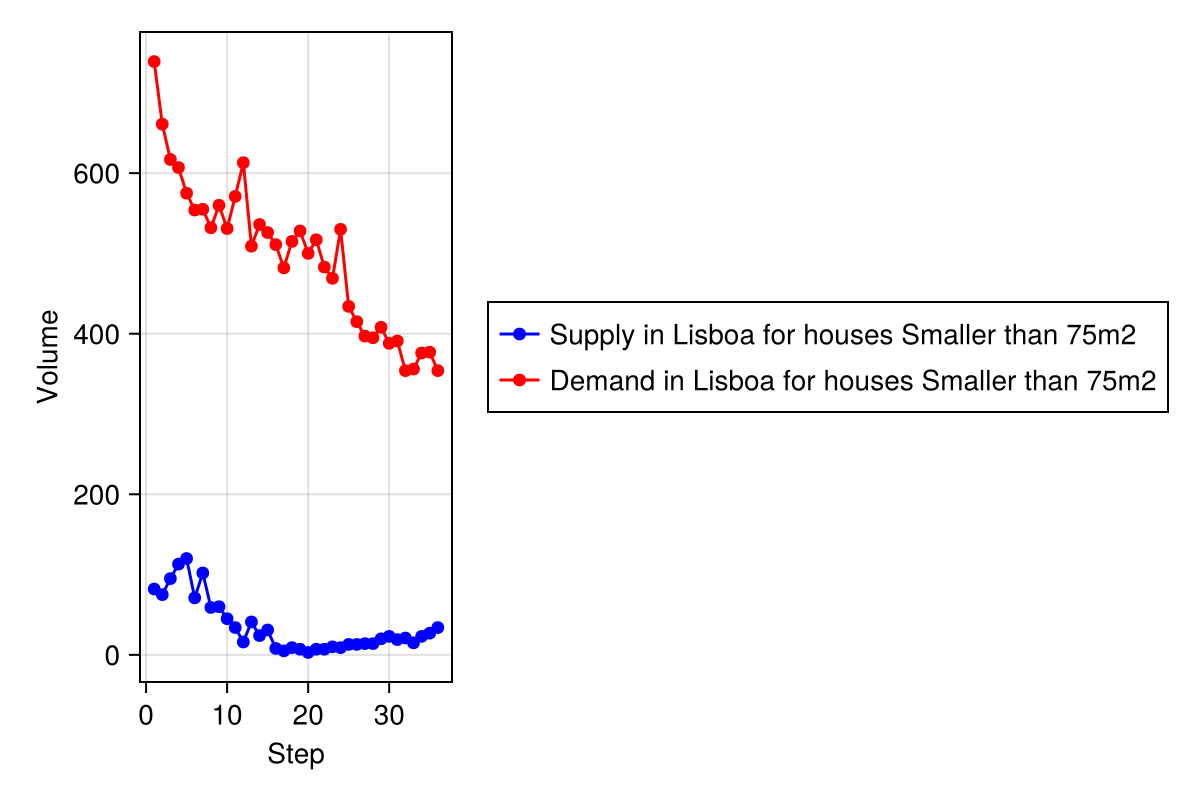 Volume
600
400
200
0
0 10 20 30
Step
Supply in Lisboa for houses Smaller than 75m2
Demand in Lisboa for houses Smaller than 75m2